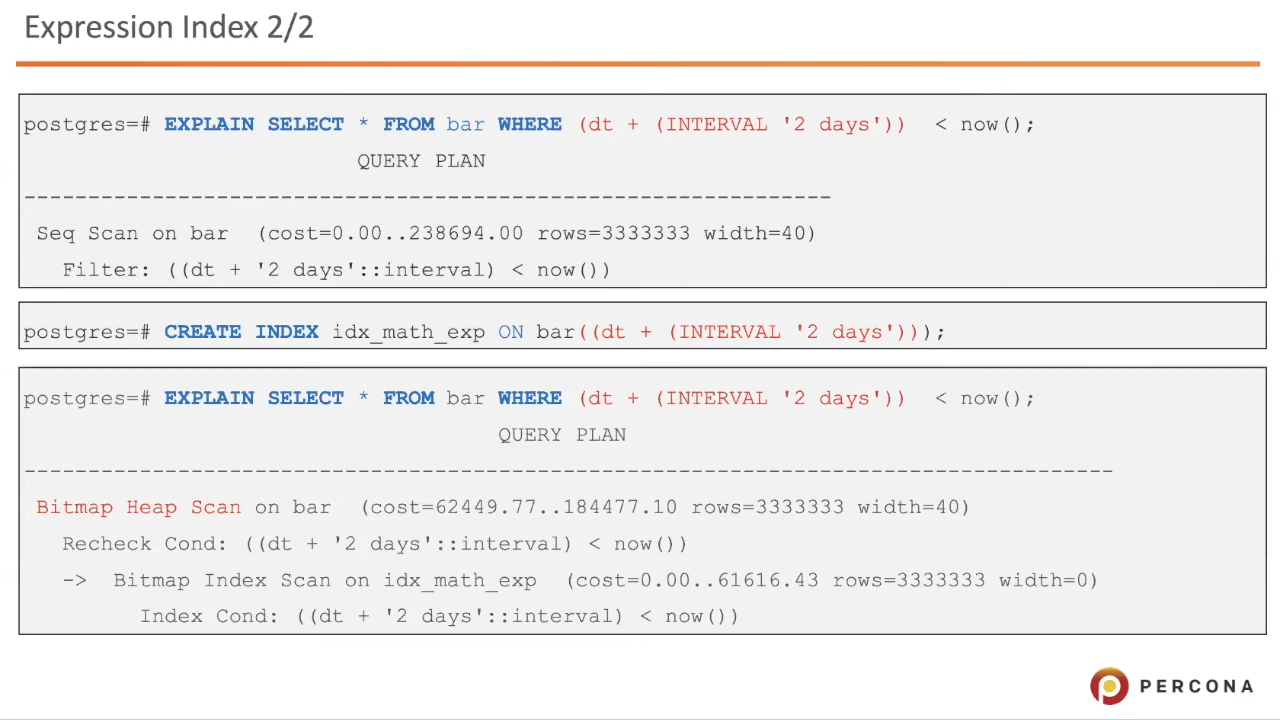 Expression Index 2/2
postgres=# EXPLAIN SELECT * FROM bar WHERE (dt + (INTERVAL '2 days'))  < now();
QUERY PLAN
---------------------------------------------------------------
Seq Scan on bar  (cost=0.00..238694.00 rows=3333333 width=40)
Filter: ((dt + '2 days'::interval) < now())
postgres=# CREATE INDEX idx_math_exp ON bar((dt + (INTERVAL '2 days')));
postgres=# EXPLAIN SELECT * FROM bar WHERE (dt + (INTERVAL '2 days'))  < now();
QUERY PLAN
-------------------------------------------------------------------------------------
Bitmap Heap Scan on bar  (cost=62449.77..184477.10 rows=3333333 width=40)
Recheck Cond: ((dt + '2 days'::interval) < now())
->  Bitmap Index Scan on idx_math_exp  (cost=0.00..61616.43 rows=3333333 width=0)
Index Cond: ((dt + '2 days'::interval) < now())
PERCONA